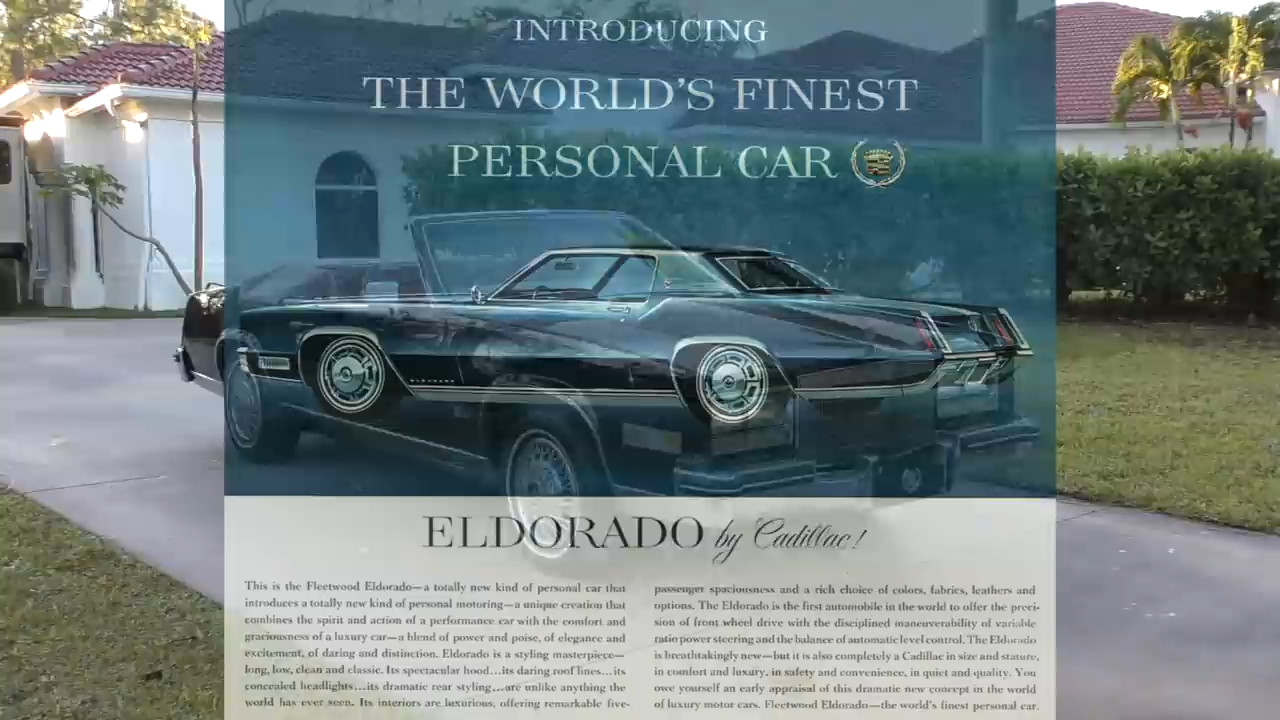 INTRODUCING
THE WORLD'S FINEST
PERSONAL CAR
ELDORADO by Cadillac!
This is the Fleetwood Eldorado—a totally new kind of personal car that
introduces a totally new kind of personal motoring—a unique creation that
combines the spirit and action of a performance car with the comfort and
graciousness of a luxury car—a blend of power and poise, of elegance and
excitement, of daring and distinction. Eldorado is a styling masterpiece—
long, low, clean and classic. Its spectacular hood...its daring roof lines...its
concealed headlights...its dramatic rear styling...are unlike anything the
world has ever seen. Its interiors are luxurious, offering remarkable five-
passenger spaciousness and a rich choice of colors, fabrics, leathers and
options. The Eldorado is the first automobile in the world to offer the preci-
sion of front wheel drive with the disciplined maneuverability of variable
ratio power steering and the balance of automatic level control. The Eldorado
is breathtakingly new—but it is also completely a Cadillac in size and stature,
in comfort and luxury, in safety and convenience, in quiet and quality. You
owe yourself an early appraisal of this dramatic new concept in the world
of luxury motor cars. Fleetwood Eldorado—the world's finest personal car.